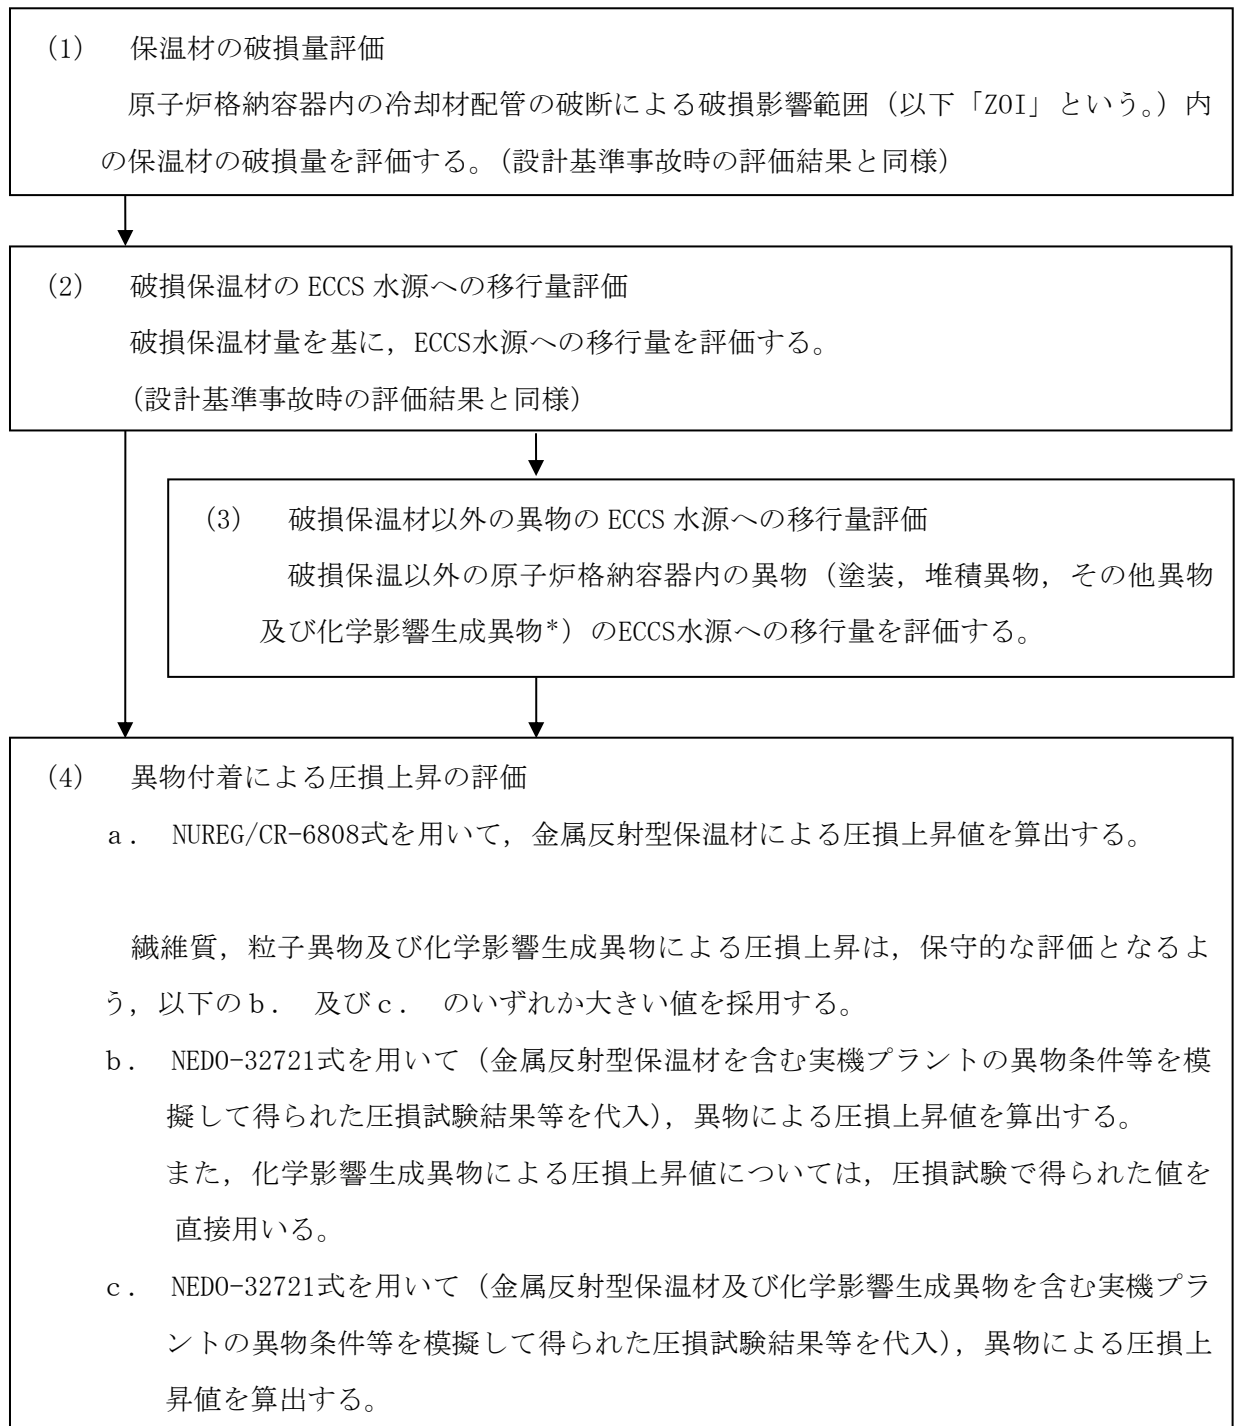 (1)　保温材の破損量評価
原子炉格納容器内の冷却材配管の破断による破損影響範囲（以下「ZOI」という。）内
の保温材の破損量を評価する。（設計基準事故時の評価結果と同様）
(2)　破損保温材の ECCS 水源への移行量評価
破損保温材量を基に，ECCS水源への移行量を評価する。
（設計基準事故時の評価結果と同様）
(3)　破損保温材以外の異物の ECCS 水源への移行量評価
破損保温以外の原子炉格納容器内の異物（塗装，堆積異物，その他異物
及び化学影響生成異物*）のECCS水源への移行量を評価する。
(4)　異物付着による圧損上昇の評価
ａ． NUREG/CR-6808式を用いて，金属反射型保温材による圧損上昇値を算出する。
繊維質，粒子異物及び化学影響生成異物による圧損上昇は，保守的な評価となるよ
う，以下のｂ． 及びｃ． のいずれか大きい値を採用する。
ｂ． NEDO-32721式を用いて（金属反射型保温材を含む実機プラントの異物条件等を模
擬して得られた圧損試験結果等を代入），異物による圧損上昇値を算出する。
また，化学影響生成異物による圧損上昇値については，圧損試験で得られた値を
直接用いる。
ｃ． NEDO-32721式を用いて（金属反射型保温材及び化学影響生成異物を含む実機プラ
ントの異物条件等を模擬して得られた圧損試験結果等を代入），異物による圧損上
昇値を算出する。